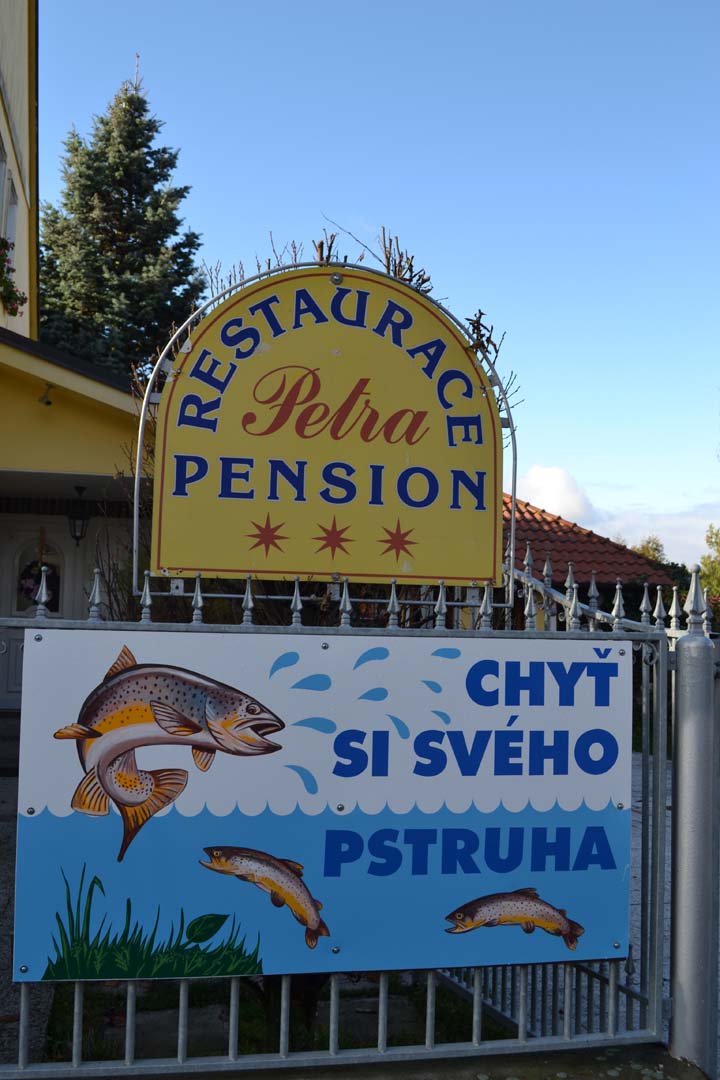 RESTAURACE
Petra
PENSION
CHYŤ
SI SVÉHO
PSTRUHA